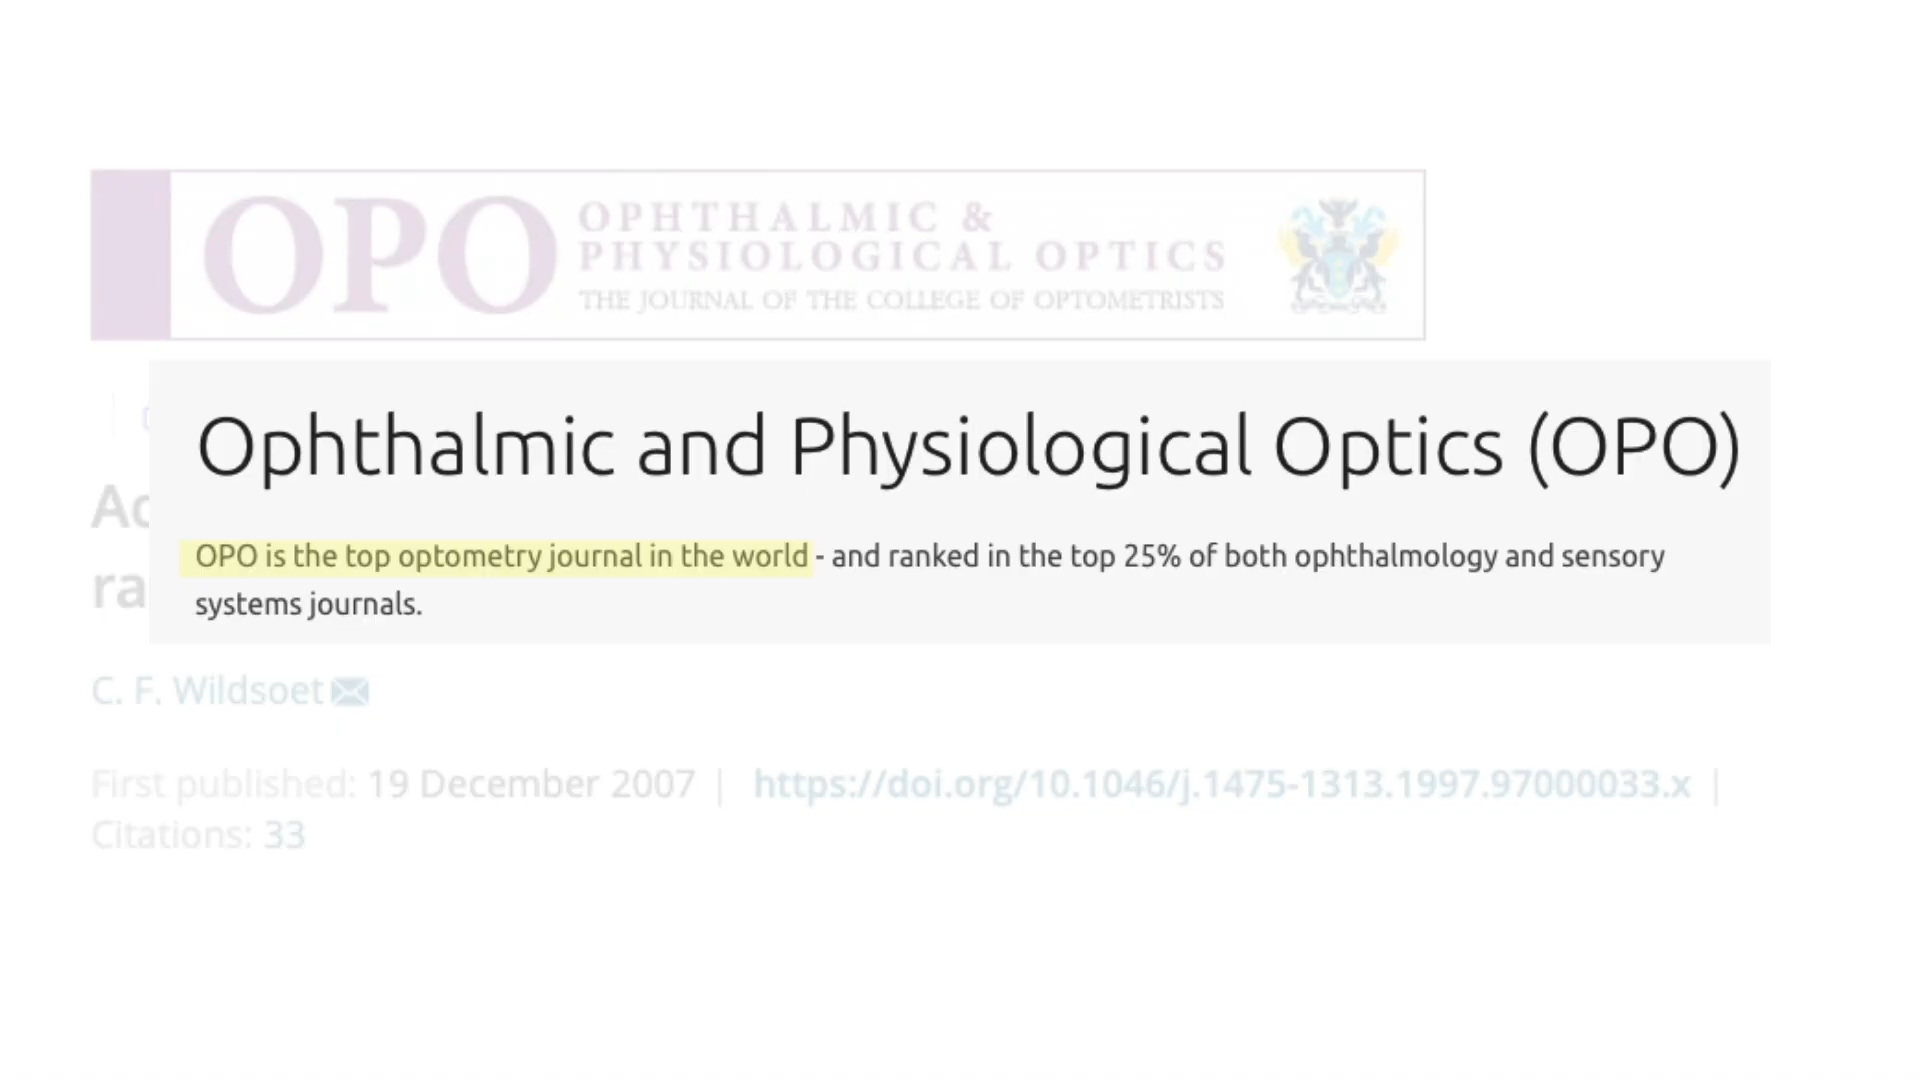 OPO
OPHTHALMIC &
PHYSIOLOGICAL OPTICS
THE JOURNAL OF THE COLLEGE OF OPTOMETRISTS
Ophthalmic and Physiological Optics (OPO)
OPO is the top optometry journal in the world - and ranked in the top 25% of both ophthalmology and sensory
systems journals.
C. F. Wildsoet
First published: 19 December 2007 | https://doi.org/10.1046/j.1475-1313.1997.97000033.x |
Citations: 33